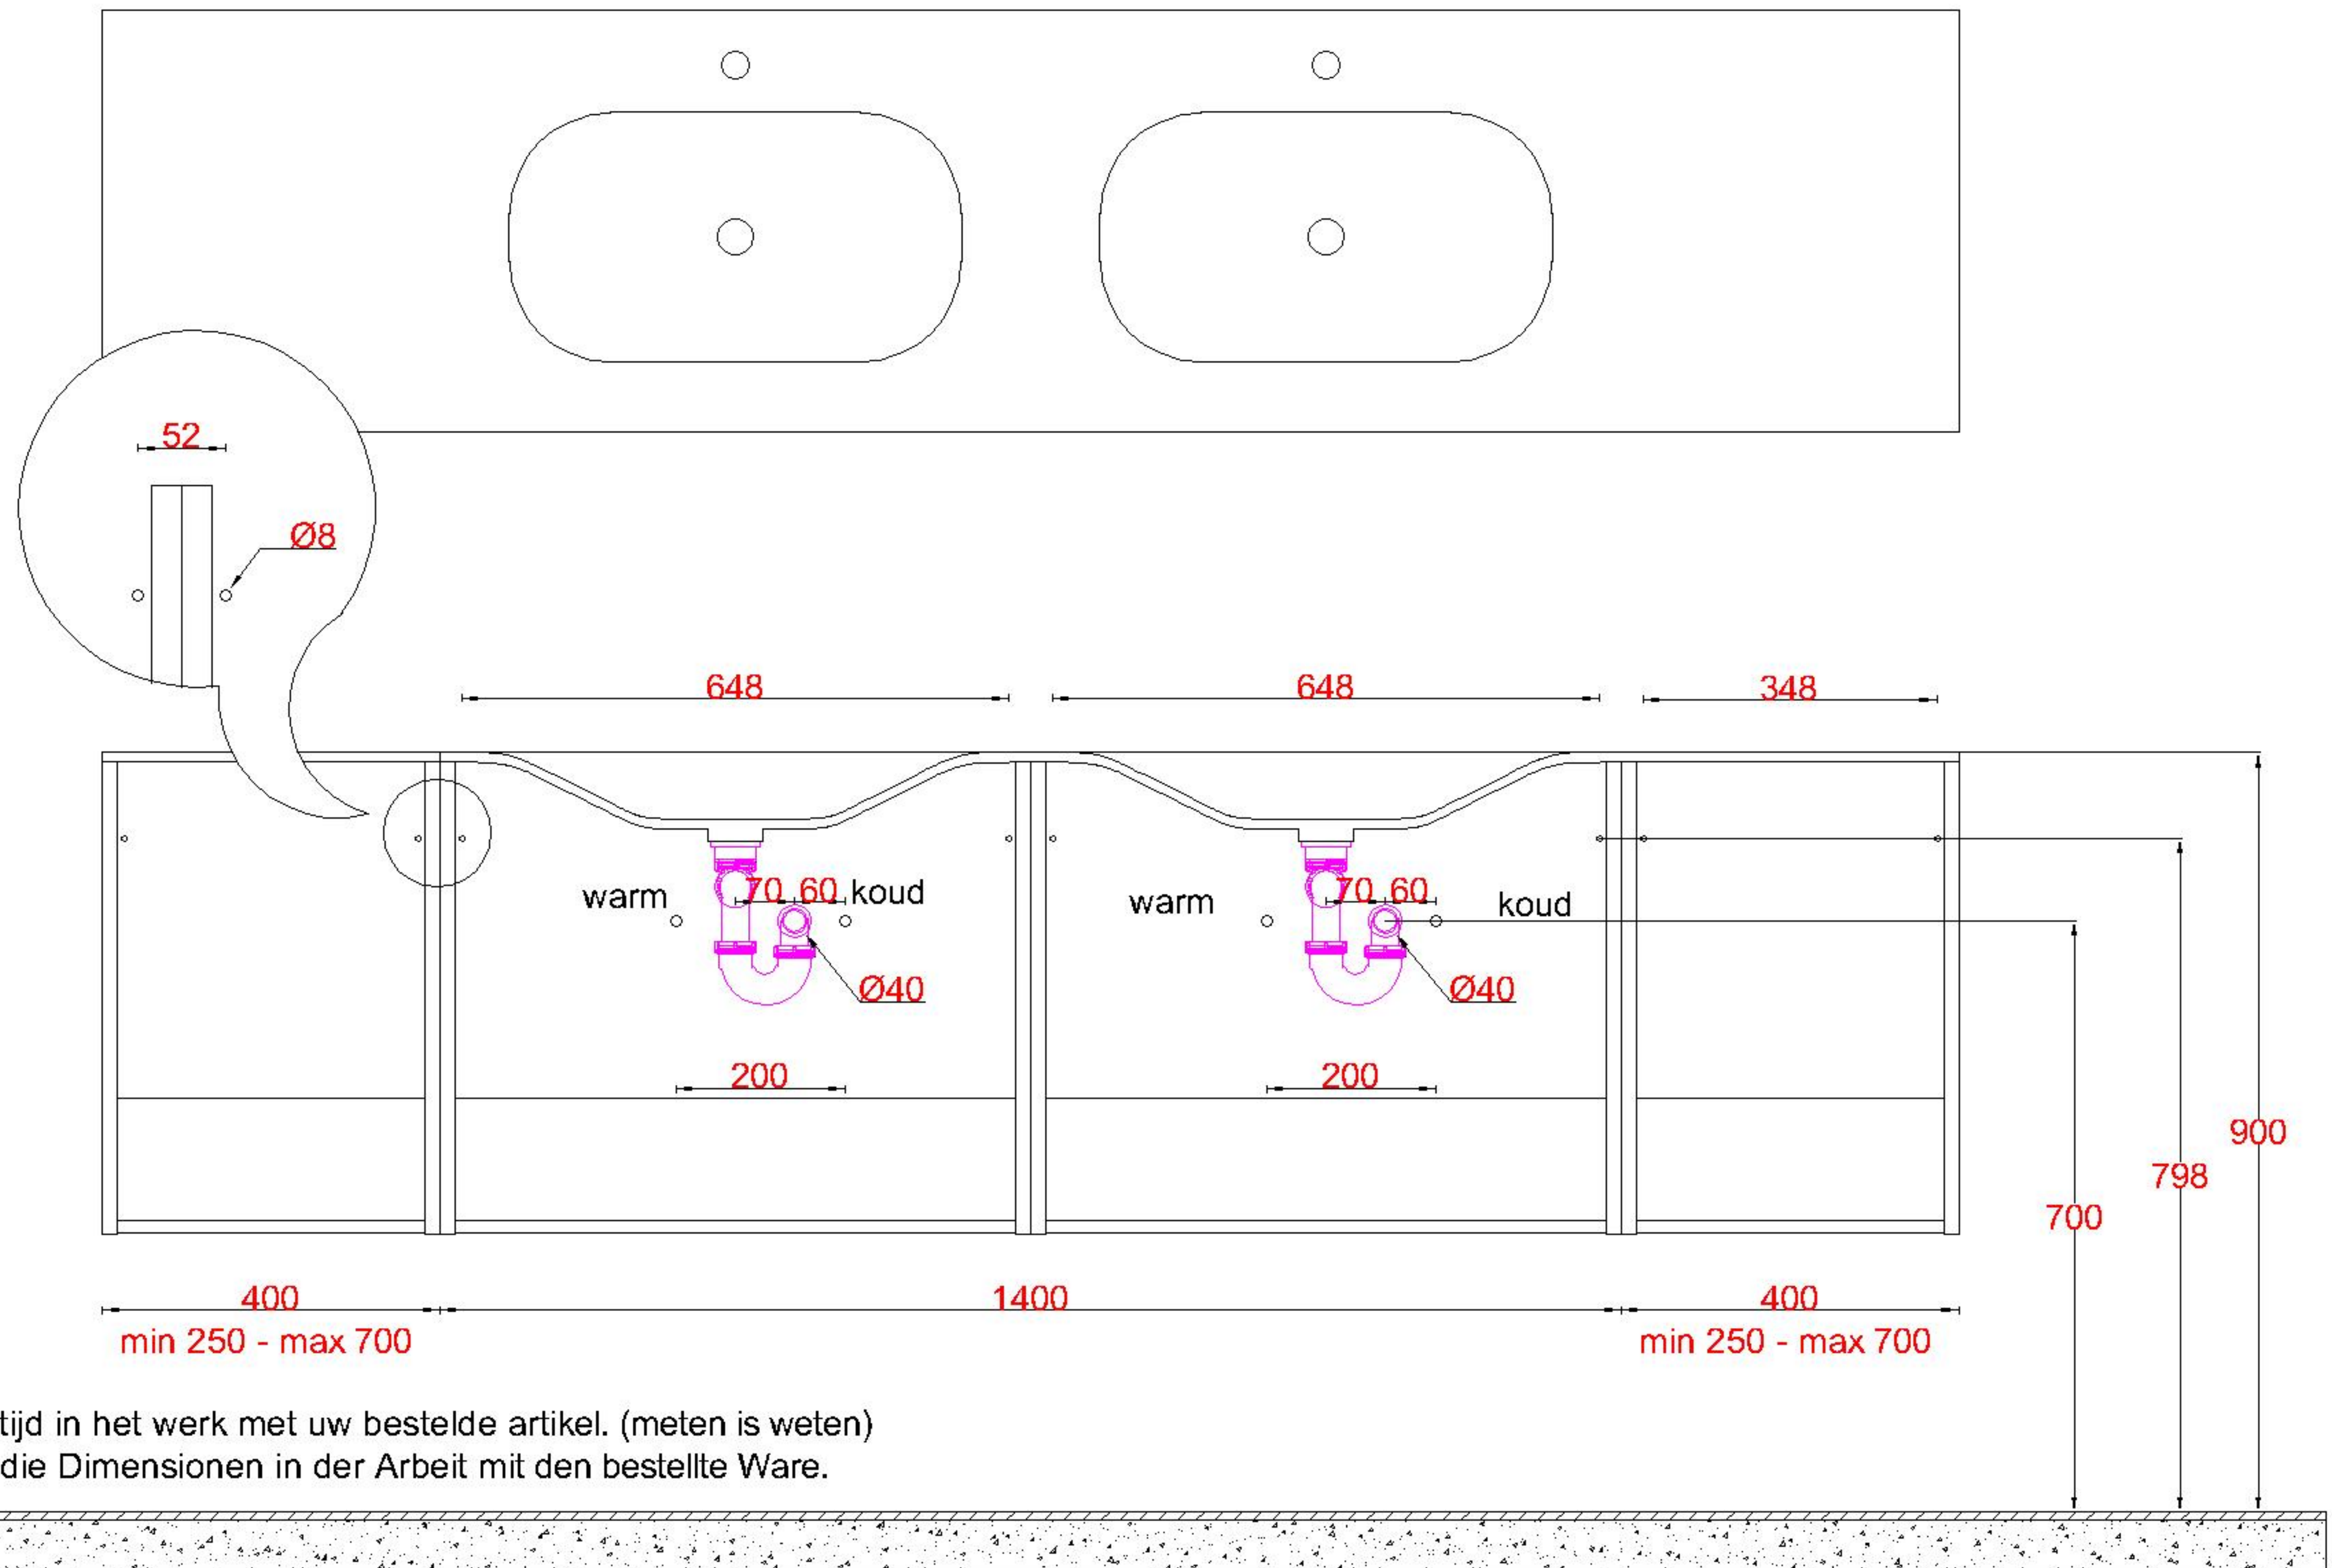 52
Ø8
648 648 348
warm 70 60 koud
warm 70 60 koud
Ø40 Ø40
200 200
900
798
700
400 1400 400
min 250 - max 700 min 250 - max 700
tijd in het werk met uw bestelde artikel. (meten is weten)
die Dimensionen in der Arbeit mit den bestellte Ware.